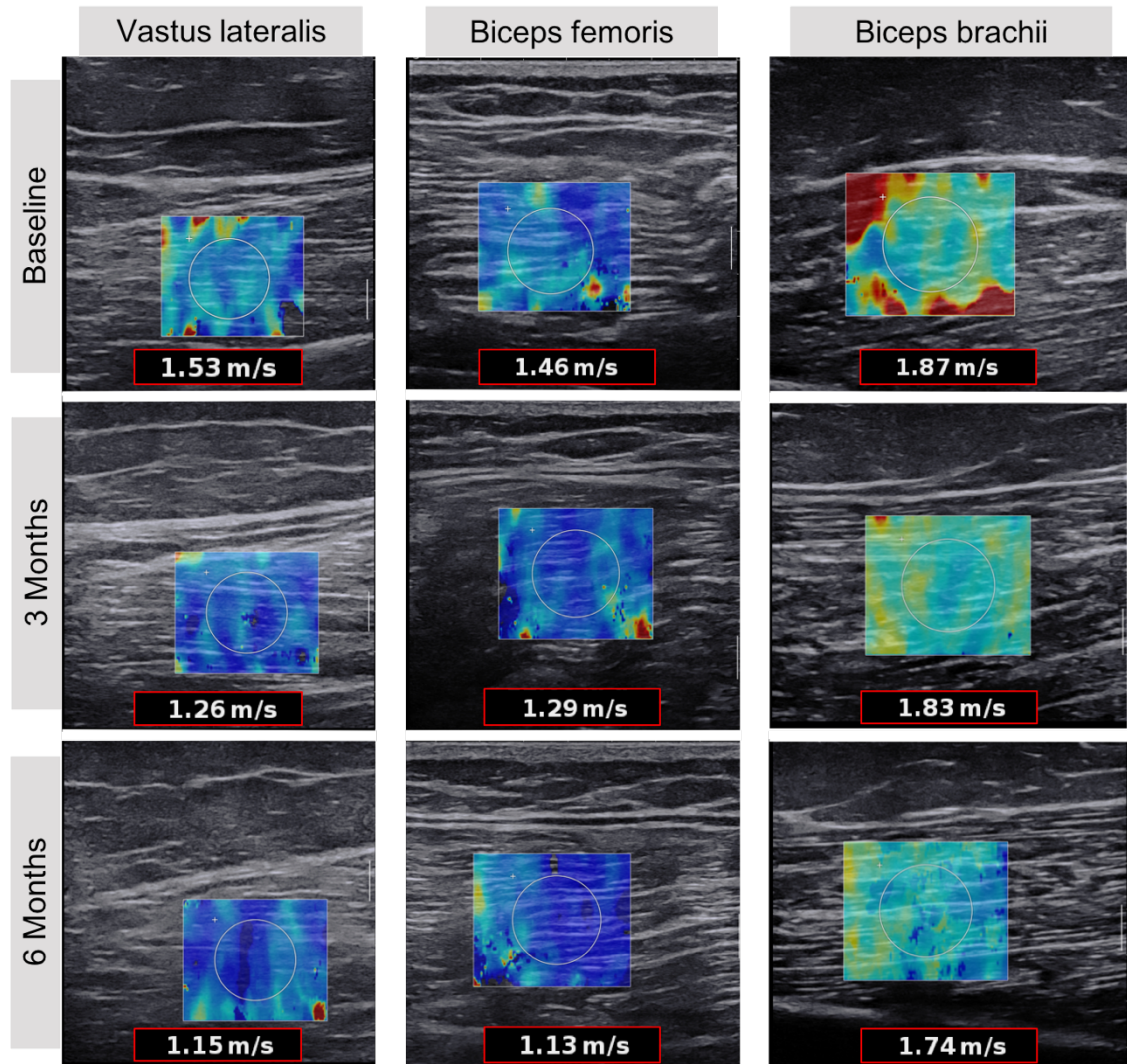 Vastus lateralis
Biceps femoris
Biceps brachii
Baseline
1.53 m/s
1.46 m/s
1.87 m/s
3 Months
1.26 m/s
1.29 m/s
1.83 m/s
6 Months
1.15 m/s
1.13 m/s
1.74 m/s